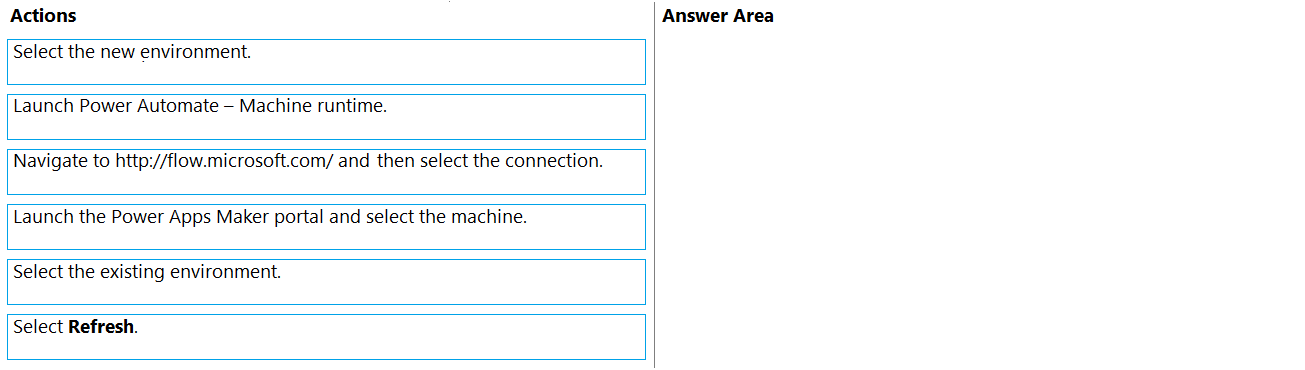 Actions
Answer Area
Select the new environment.
Launch Power Automate – Machine runtime.
Navigate to http://flow.microsoft.com/ and then select the connection.
Launch the Power Apps Maker portal and select the machine.
Select the existing environment.
Select Refresh.